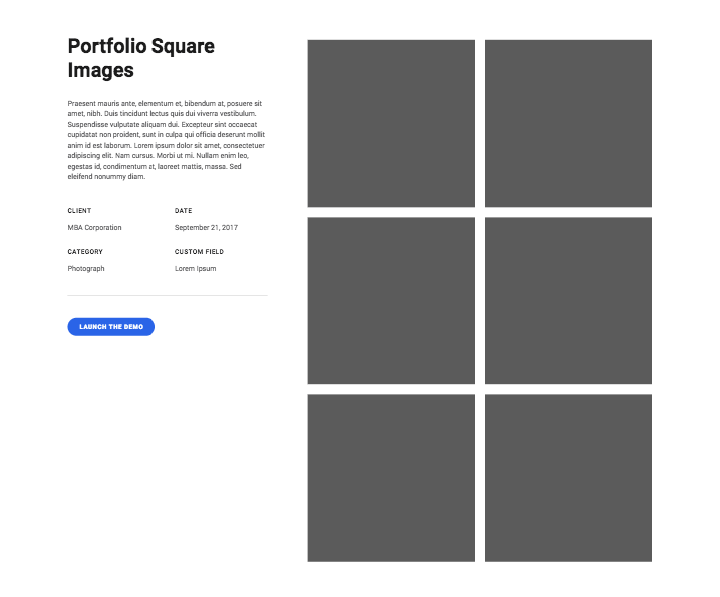 Portfolio Square
Images
Praesent mauris ante, elementum et, bibendum at, posuere sit
amet, nibh. Duis tincidunt lectus quis dui viverra vestibulum.
Suspendisse vulputate aliquam dui. Excepteur sint occaecat
cupidatat non proident, sunt in culpa qui officia deserunt mollit
anim id est laborum. Lorem ipsum dolor sit amet, consectetuer
adipiscing elit. Nam cursus. Morbi ut mi. Nullam enim leo,
egestas id, condimentum at, laoreet mattis, massa. Sed
eleifend nonummy diam.
CLIENT DATE
MBA Corporation September 21, 2017
CATEGORY CUSTOM FIELD
Photograph Lorem Ipsum
LAUNCH THE DEMO